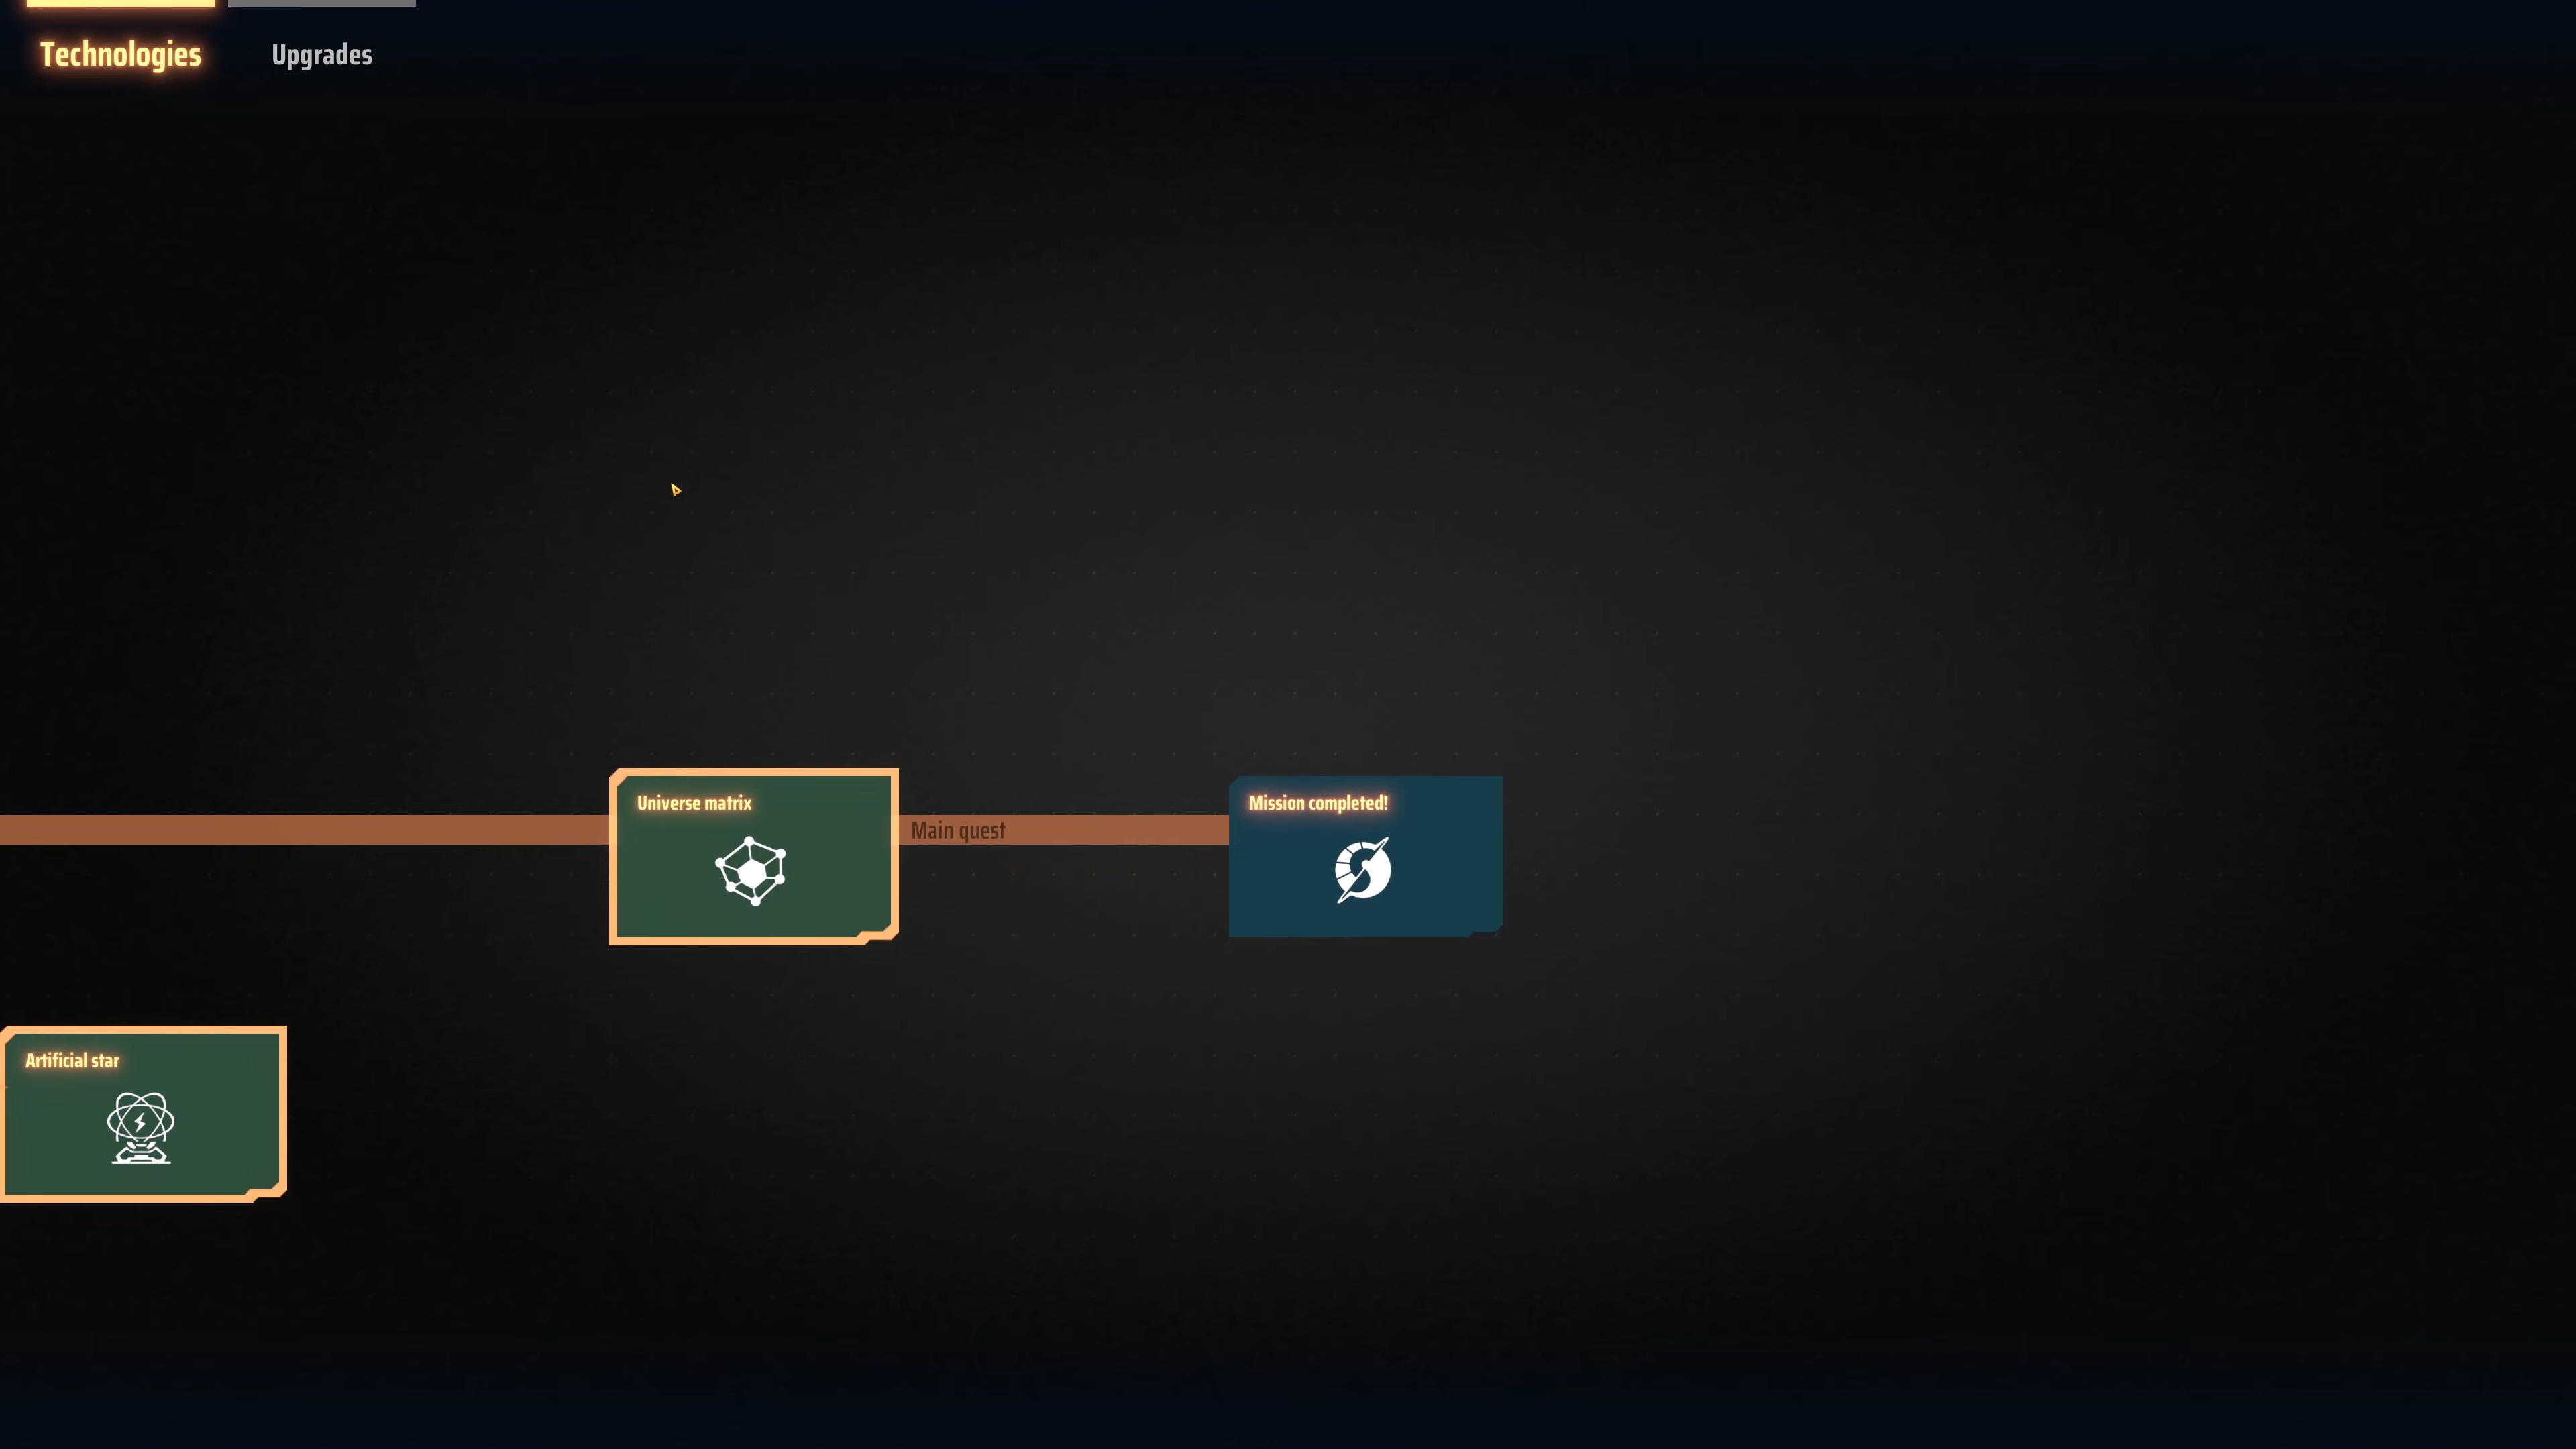 Technologies
Upgrades
Universe matrix
Main quest
Mission completed!
Artificial star